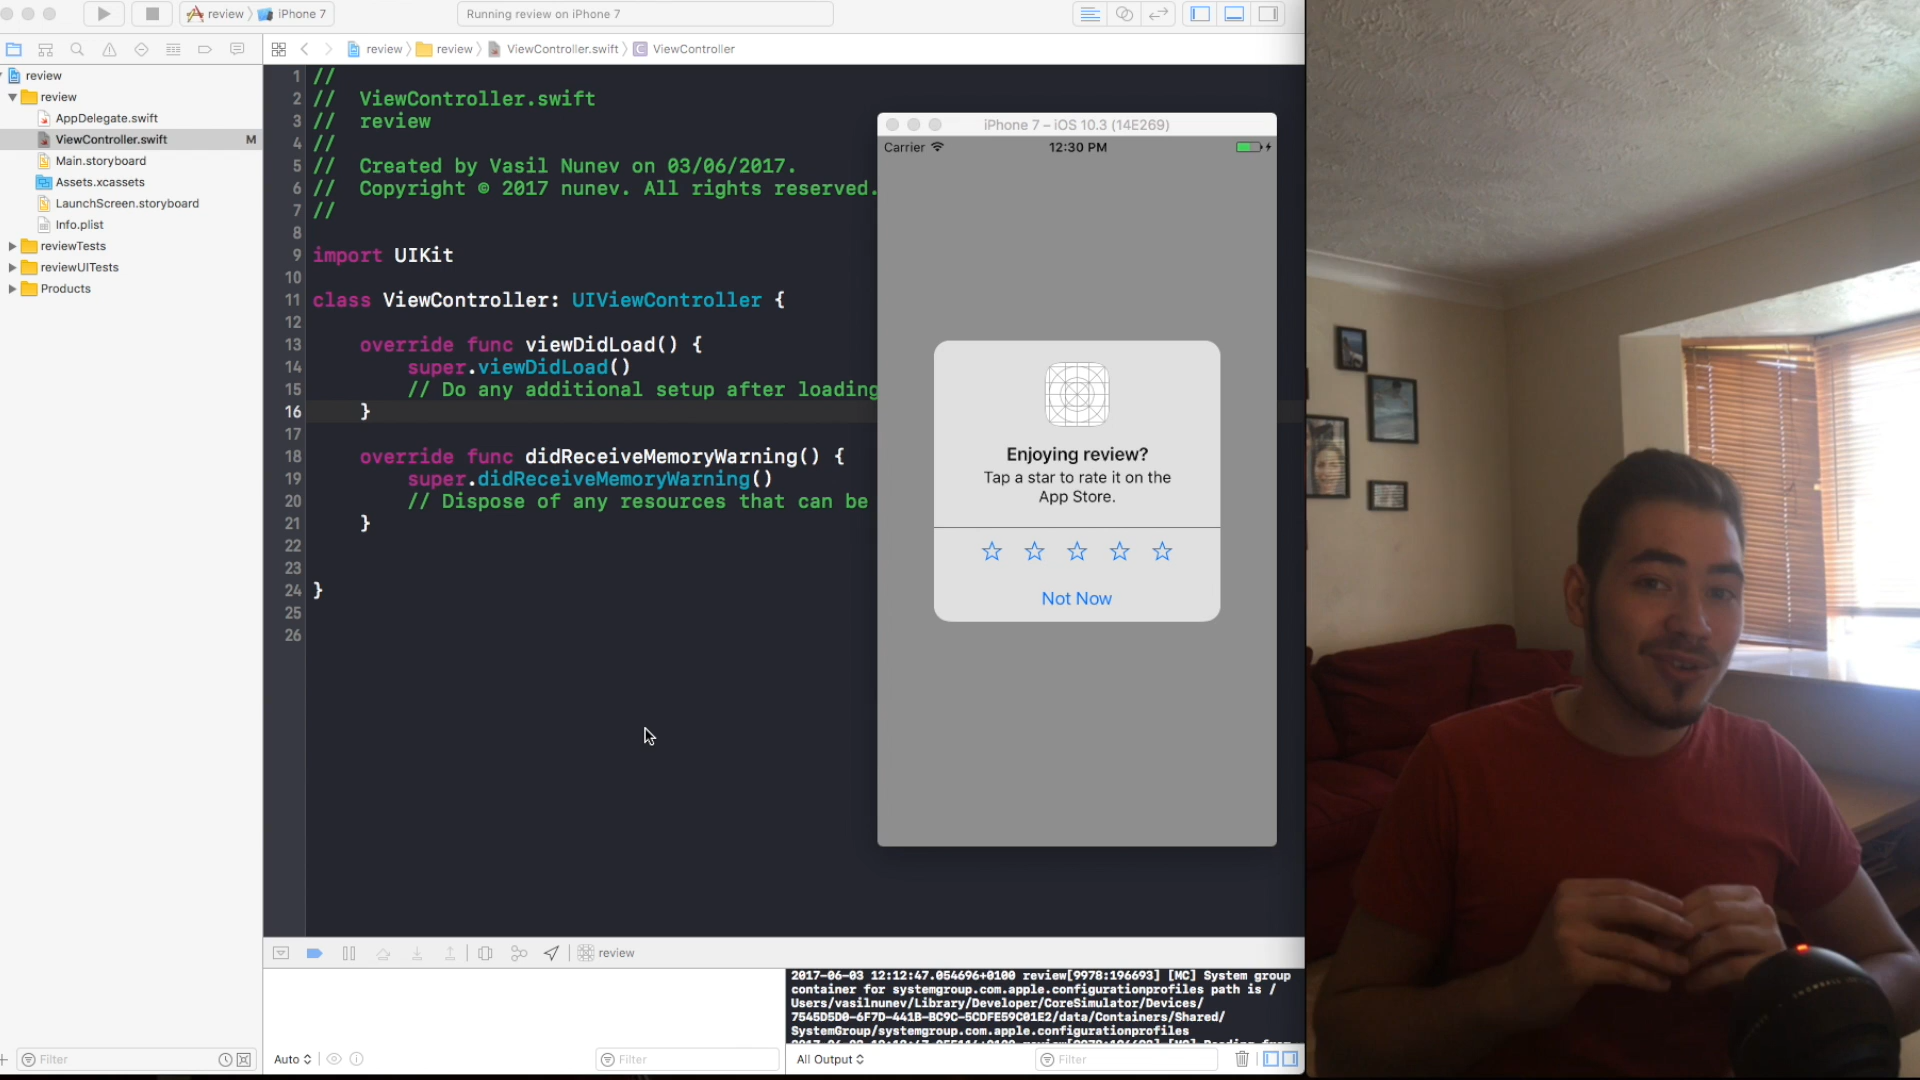 review
iPhone 7
Running review on iPhone 7
review
review
ViewController.swift
ViewController
review
review
AppDelegate.swift
ViewController.swift
M
Main.storyboard
Assets.xcassets
LaunchScreen.storyboard
Info.plist
reviewTests
reviewUITests
Products
1 //
2 // ViewController.swift
3 // review
4 //
5 // Created by Vasil Nunev on 03/06/2017.
6 // Copyright © 2017 nunev. All rights reserved.
7 //
8
9 import UIKit
10
11 class ViewController: UIViewController {
12
13 override func viewDidLoad() {
14 super.viewDidLoad()
15 // Do any additional setup after loading
16 }
17
18 override func didReceiveMemoryWarning() {
19 super.didReceiveMemoryWarning()
20 // Dispose of any resources that can be
21 }
22
23
24 }
25
26
iPhone 7 – iOS 10.3 (14E269)
Carrier
12:30 PM
Enjoying review?
Tap a star to rate it on the
App Store.
Not Now
review
2017-06-03 12:12:47.054696+0100 review[9978:196693] [MC] System group
container for systemgroup.com.apple.configurationprofiles path is /
Users/vasilnunev/Library/Developer/CoreSimulator/Devices/
7545D5D0-6F7D-441B-BC9C-5CDFE59C01E2/data/Containers/Shared/
SystemGroup/systemgroup.com.apple.configurationprofiles
Filter
Auto
Filter
All Output
Filter